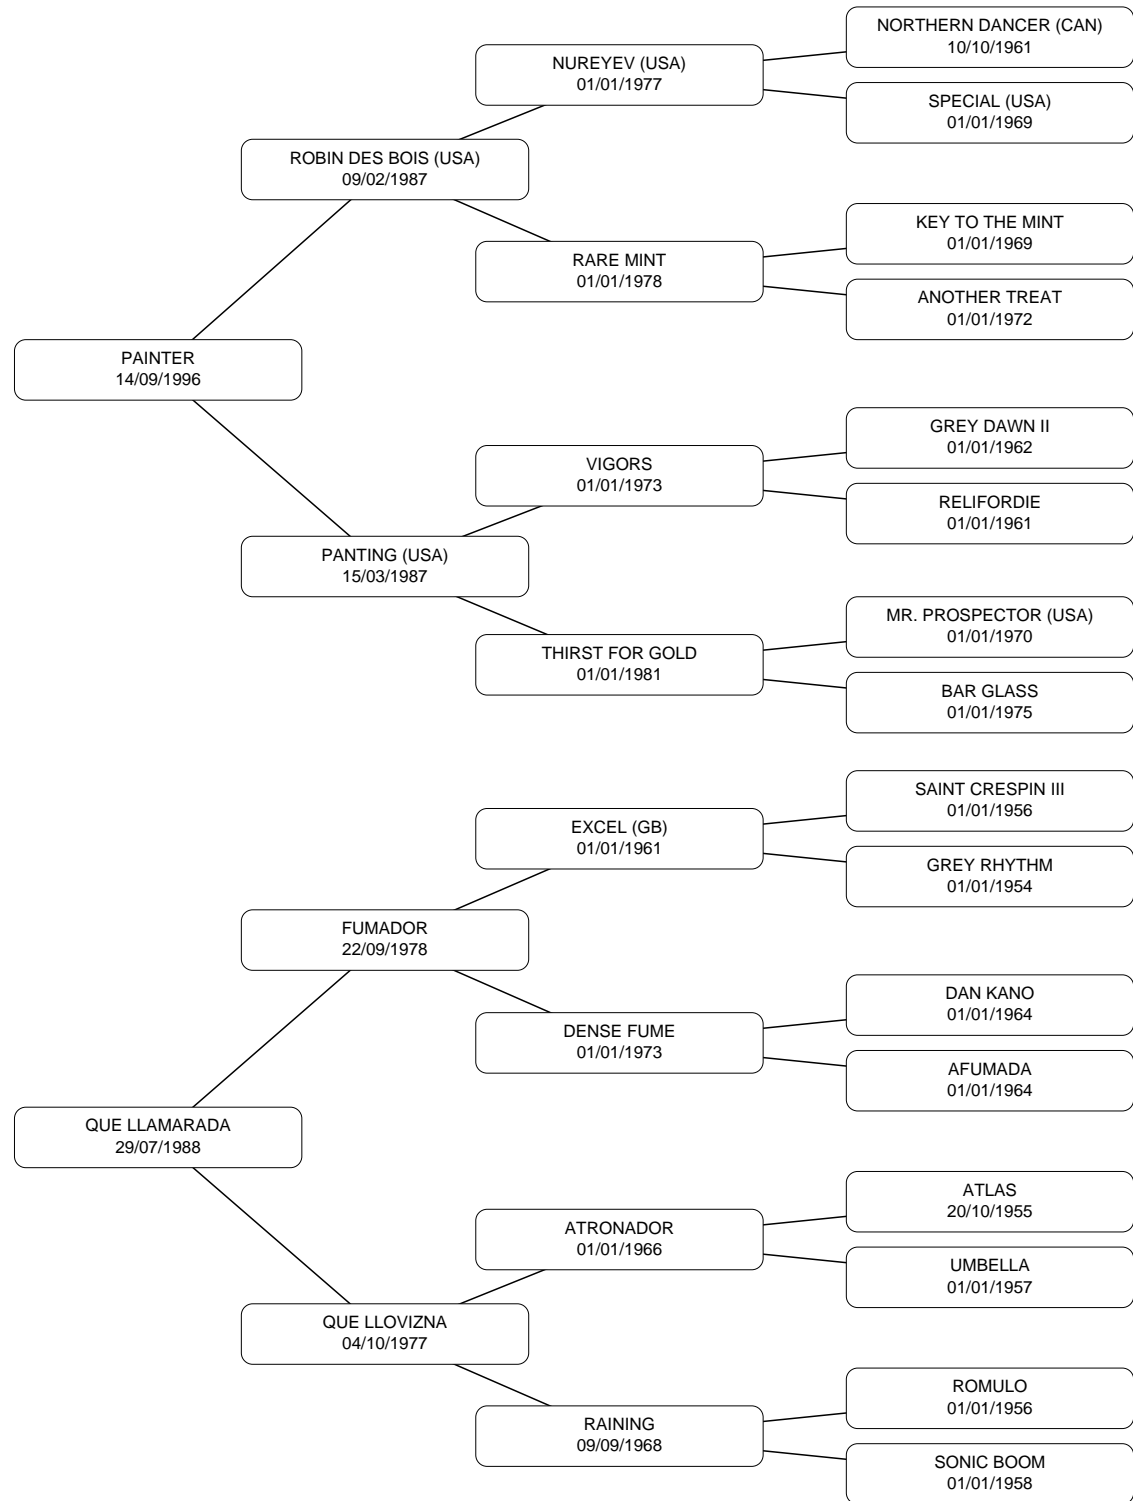 NORTHERN DANCER (CAN)
10/10/1961
NUREYEV (USA)
01/01/1977
SPECIAL (USA)
01/01/1969
ROBIN DES BOIS (USA)
09/02/1987
KEY TO THE MINT
01/01/1969
RARE MINT
01/01/1978
ANOTHER TREAT
01/01/1972
PAINTER
14/09/1996
GREY DAWN II
01/01/1962
VIGORS
01/01/1973
RELIFORDIE
01/01/1961
PANTING (USA)
15/03/1987
MR. PROSPECTOR (USA)
01/01/1970
THIRST FOR GOLD
01/01/1981
BAR GLASS
01/01/1975
SAINT CRESPIN III
01/01/1956
EXCEL (GB)
01/01/1961
GREY RHYTHM
01/01/1954
FUMADOR
22/09/1978
DAN KANO
01/01/1964
DENSE FUME
01/01/1973
AFUMADA
01/01/1964
QUE LLAMARADA
29/07/1988
ATLAS
20/10/1955
ATRONADOR
01/01/1966
UMBELLA
01/01/1957
QUE LLOVIZNA
04/10/1977
ROMULO
01/01/1956
RAINING
09/09/1968
SONIC BOOM
01/01/1958